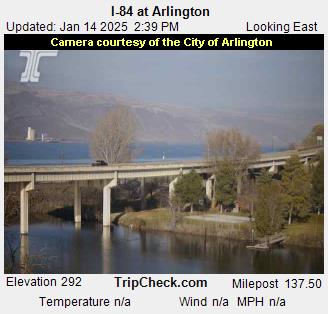 I-84 at Arlington
Updated: Jan 14 2025 2:39 PM Looking East
Camera courtesy of the City of Arlington
Elevation 292 TripCheck.com Milepost 137.50
Temperature n/a Wind n/a MPH n/a